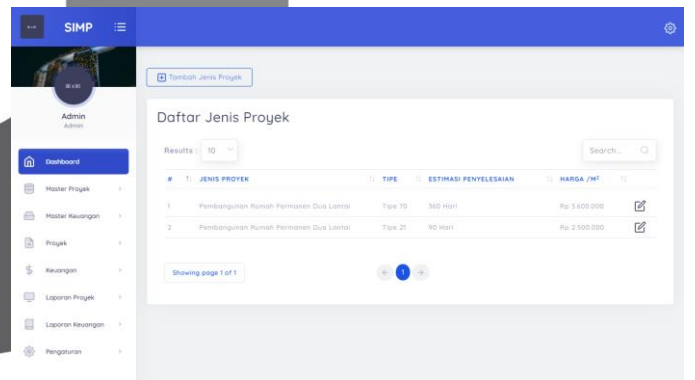 SIMP
80 x 80
Admin
Admin
Dashboard
Master Proyek
Master Keuangan
Proyek
Keuangan
Laporan Proyek
Laporan Keuangan
Pengaturan
Tambah Jenis Proyek
Daftar Jenis Proyek
Results : 10
Search...
# JENIS PROYEK TIPE ESTIMASI PENYELESAIAN HARGA /M²
1 Pembangunan Rumah Permanen Dua Lantai Tipe 70 360 Hari Rp 3.600.000
2 Pembangunan Rumah Permanen Dua Lantai Tipe 21 90 Hari Rp 2.500.000
Showing page 1 of 1
1